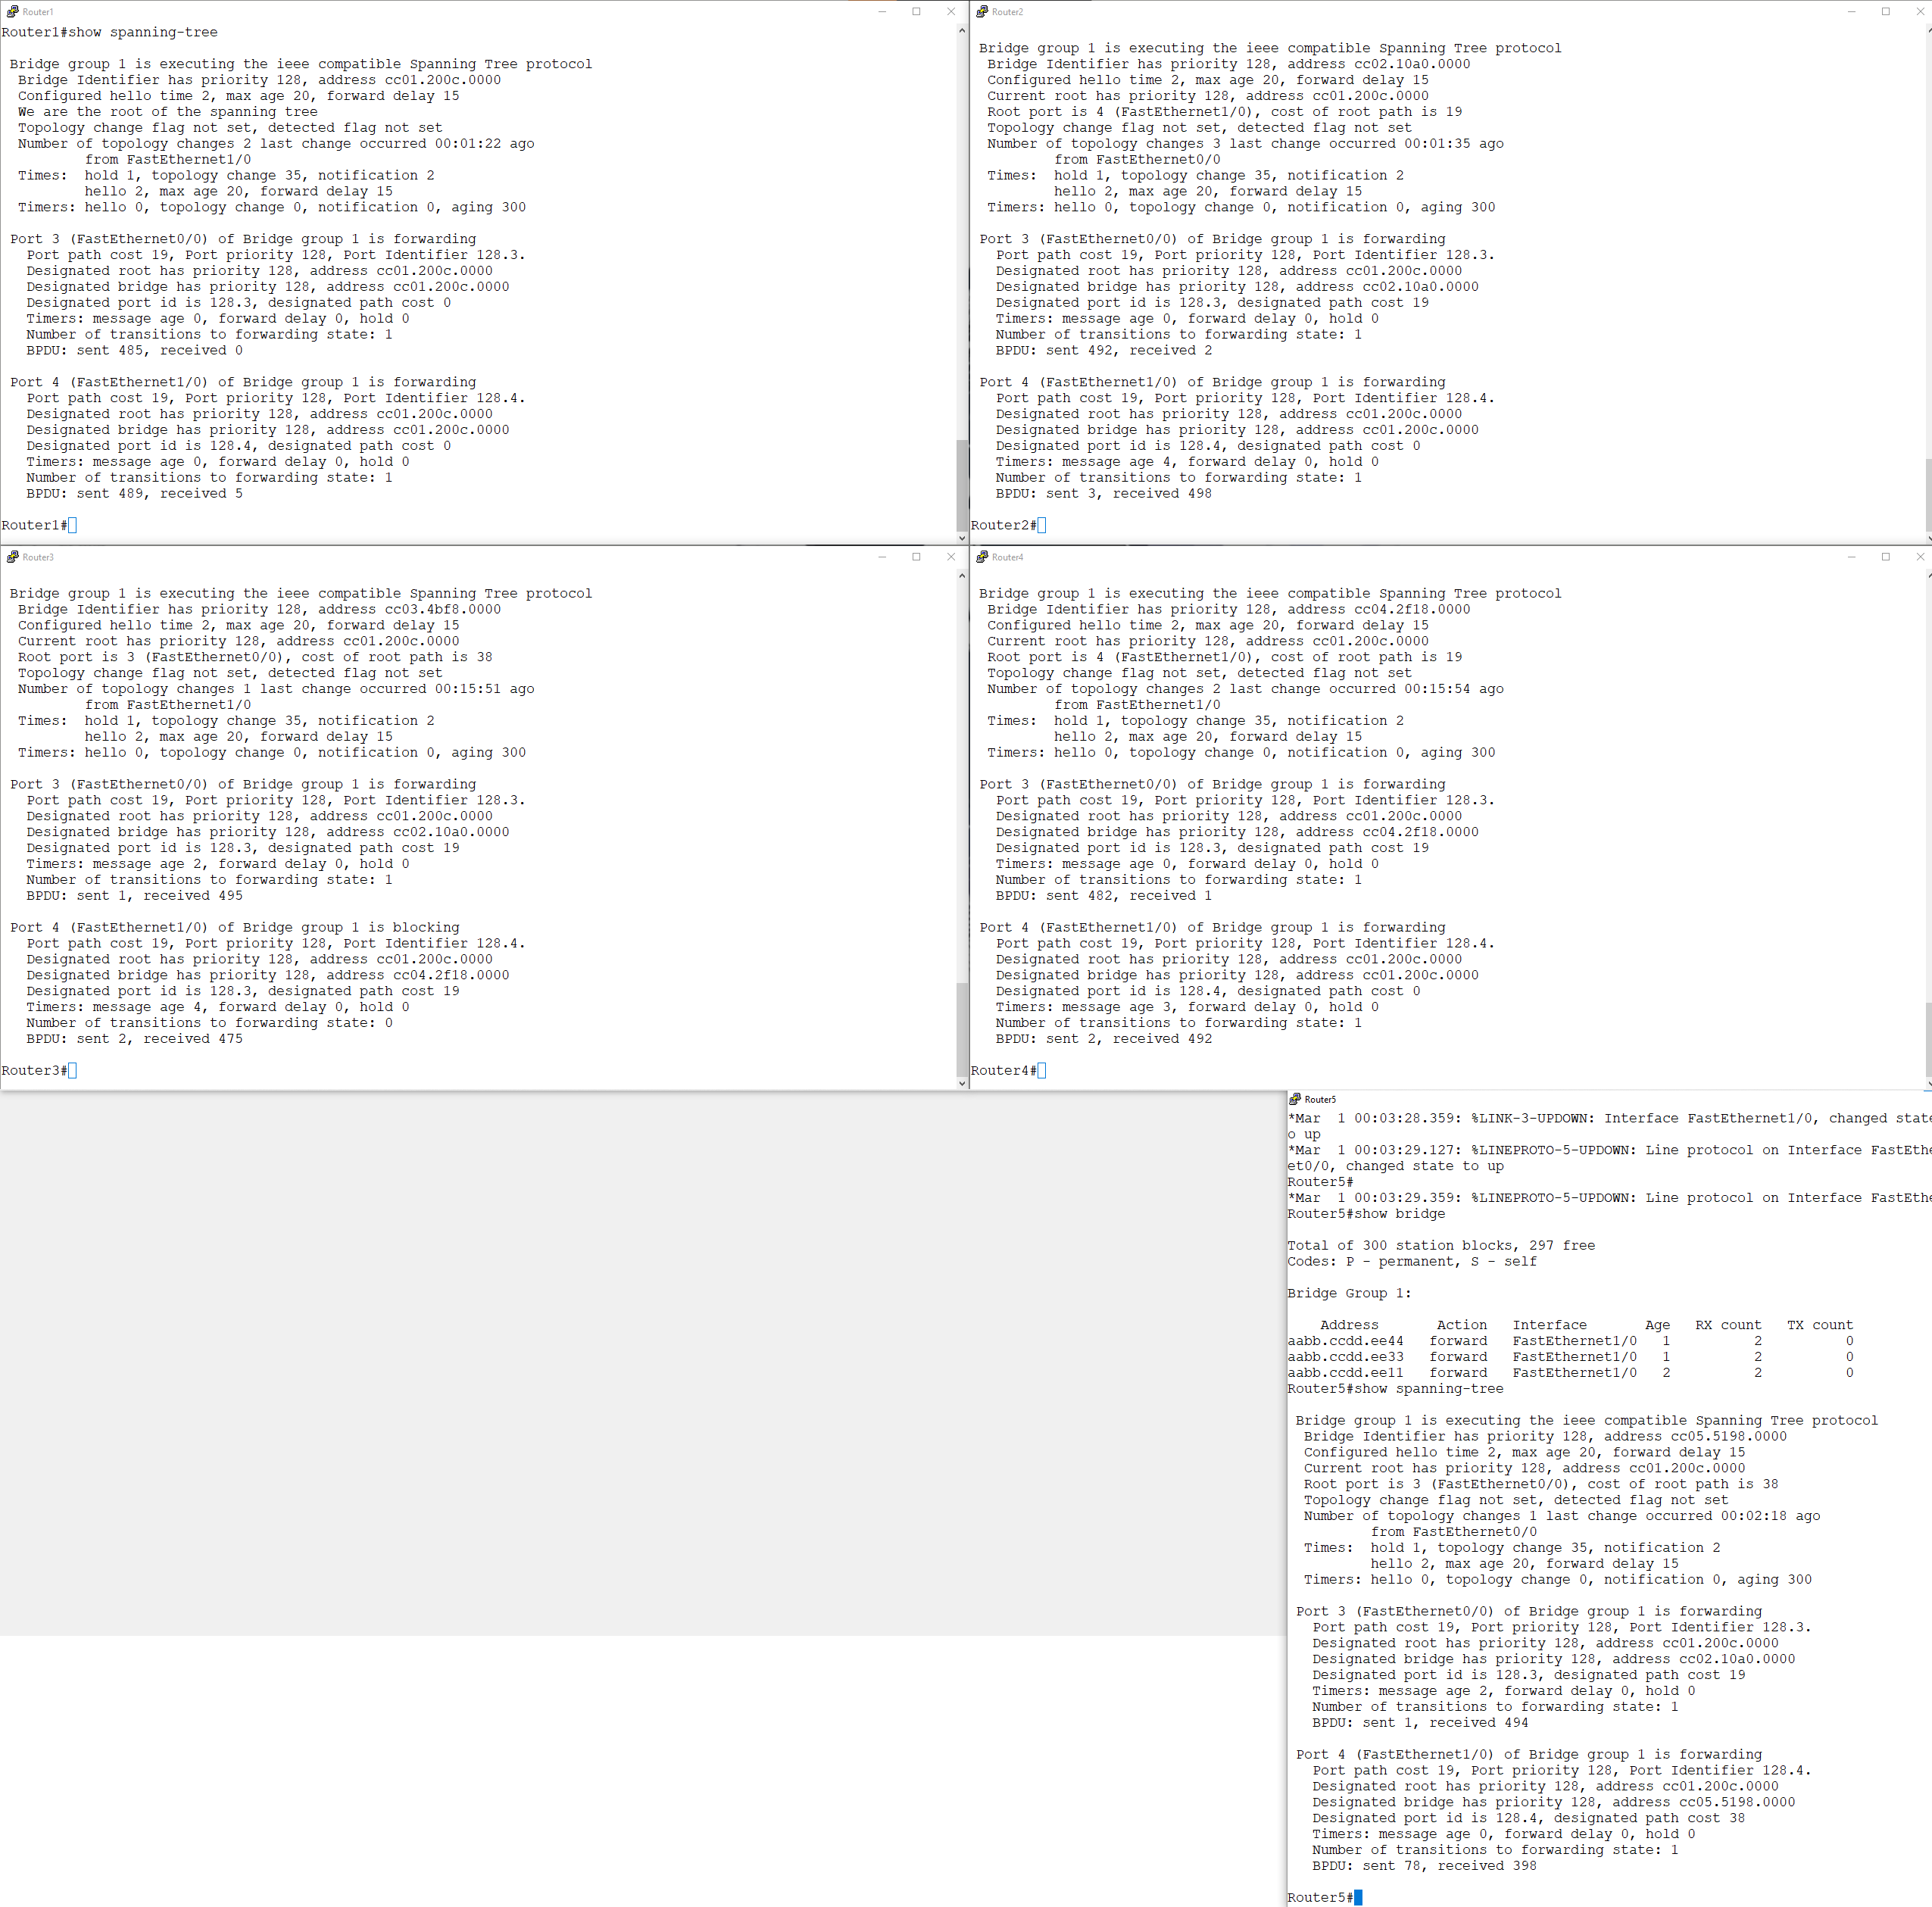 Router1
Router1#show spanning-tree
Bridge group 1 is executing the ieee compatible Spanning Tree protocol
Bridge Identifier has priority 128, address cc01.200c.0000
Configured hello time 2, max age 20, forward delay 15
We are the root of the spanning tree
Topology change flag not set, detected flag not set
Number of topology changes 2 last change occurred 00:01:22 ago
from FastEthernet1/0
Times:  hold 1, topology change 35, notification 2
hello 2, max age 20, forward delay 15
Timers: hello 0, topology change 0, notification 0, aging 300
Port 3 (FastEthernet0/0) of Bridge group 1 is forwarding
Port path cost 19, Port priority 128, Port Identifier 128.3.
Designated root has priority 128, address cc01.200c.0000
Designated bridge has priority 128, address cc01.200c.0000
Designated port id is 128.3, designated path cost 0
Timers: message age 0, forward delay 0, hold 0
Number of transitions to forwarding state: 1
BPDU: sent 485, received 0
Port 4 (FastEthernet1/0) of Bridge group 1 is forwarding
Port path cost 19, Port priority 128, Port Identifier 128.4.
Designated root has priority 128, address cc01.200c.0000
Designated bridge has priority 128, address cc01.200c.0000
Designated port id is 128.4, designated path cost 0
Timers: message age 0, forward delay 0, hold 0
Number of transitions to forwarding state: 1
BPDU: sent 489, received 5
Router1#
Router2
Bridge group 1 is executing the ieee compatible Spanning Tree protocol
Bridge Identifier has priority 128, address cc02.10a0.0000
Configured hello time 2, max age 20, forward delay 15
Current root has priority 128, address cc01.200c.0000
Root port is 4 (FastEthernet1/0), cost of root path is 19
Topology change flag not set, detected flag not set
Number of topology changes 3 last change occurred 00:01:35 ago
from FastEthernet0/0
Times:  hold 1, topology change 35, notification 2
hello 2, max age 20, forward delay 15
Timers: hello 0, topology change 0, notification 0, aging 300
Port 3 (FastEthernet0/0) of Bridge group 1 is forwarding
Port path cost 19, Port priority 128, Port Identifier 128.3.
Designated root has priority 128, address cc01.200c.0000
Designated bridge has priority 128, address cc02.10a0.0000
Designated port id is 128.3, designated path cost 19
Timers: message age 0, forward delay 0, hold 0
Number of transitions to forwarding state: 1
BPDU: sent 492, received 2
Port 4 (FastEthernet1/0) of Bridge group 1 is forwarding
Port path cost 19, Port priority 128, Port Identifier 128.4.
Designated root has priority 128, address cc01.200c.0000
Designated bridge has priority 128, address cc01.200c.0000
Designated port id is 128.4, designated path cost 0
Timers: message age 4, forward delay 0, hold 0
Number of transitions to forwarding state: 1
BPDU: sent 3, received 498
Router2#
Router3
Bridge group 1 is executing the ieee compatible Spanning Tree protocol
Bridge Identifier has priority 128, address cc03.4bf8.0000
Configured hello time 2, max age 20, forward delay 15
Current root has priority 128, address cc01.200c.0000
Root port is 3 (FastEthernet0/0), cost of root path is 38
Topology change flag not set, detected flag not set
Number of topology changes 1 last change occurred 00:15:51 ago
from FastEthernet1/0
Times:  hold 1, topology change 35, notification 2
hello 2, max age 20, forward delay 15
Timers: hello 0, topology change 0, notification 0, aging 300
Port 3 (FastEthernet0/0) of Bridge group 1 is forwarding
Port path cost 19, Port priority 128, Port Identifier 128.3.
Designated root has priority 128, address cc01.200c.0000
Designated bridge has priority 128, address cc02.10a0.0000
Designated port id is 128.3, designated path cost 19
Timers: message age 2, forward delay 0, hold 0
Number of transitions to forwarding state: 1
BPDU: sent 1, received 495
Port 4 (FastEthernet1/0) of Bridge group 1 is blocking
Port path cost 19, Port priority 128, Port Identifier 128.4.
Designated root has priority 128, address cc01.200c.0000
Designated bridge has priority 128, address cc04.2f18.0000
Designated port id is 128.3, designated path cost 19
Timers: message age 4, forward delay 0, hold 0
Number of transitions to forwarding state: 0
BPDU: sent 2, received 475
Router3#
Router4
Bridge group 1 is executing the ieee compatible Spanning Tree protocol
Bridge Identifier has priority 128, address cc04.2f18.0000
Configured hello time 2, max age 20, forward delay 15
Current root has priority 128, address cc01.200c.0000
Root port is 4 (FastEthernet1/0), cost of root path is 19
Topology change flag not set, detected flag not set
Number of topology changes 2 last change occurred 00:15:54 ago
from FastEthernet1/0
Times:  hold 1, topology change 35, notification 2
hello 2, max age 20, forward delay 15
Timers: hello 0, topology change 0, notification 0, aging 300
Port 3 (FastEthernet0/0) of Bridge group 1 is forwarding
Port path cost 19, Port priority 128, Port Identifier 128.3.
Designated root has priority 128, address cc01.200c.0000
Designated bridge has priority 128, address cc04.2f18.0000
Designated port id is 128.3, designated path cost 19
Timers: message age 0, forward delay 0, hold 0
Number of transitions to forwarding state: 1
BPDU: sent 482, received 1
Port 4 (FastEthernet1/0) of Bridge group 1 is forwarding
Port path cost 19, Port priority 128, Port Identifier 128.4.
Designated root has priority 128, address cc01.200c.0000
Designated bridge has priority 128, address cc01.200c.0000
Designated port id is 128.4, designated path cost 0
Timers: message age 3, forward delay 0, hold 0
Number of transitions to forwarding state: 1
BPDU: sent 2, received 492
Router4#
Router5
*Mar  1 00:03:28.359: %LINK-3-UPDOWN: Interface FastEthernet1/0, changed state
o up
*Mar  1 00:03:29.127: %LINEPROTO-5-UPDOWN: Line protocol on Interface FastEthe
et0/0, changed state to up
Router5#
*Mar  1 00:03:29.359: %LINEPROTO-5-UPDOWN: Line protocol on Interface FastEthe
Router5#show bridge
Total of 300 station blocks, 297 free
Codes: P - permanent, S - self
Bridge Group 1:
Address Action Interface Age RX count TX count
aabb.ccdd.ee44 forward FastEthernet1/0 1 2 0
aabb.ccdd.ee33 forward FastEthernet1/0 1 2 0
aabb.ccdd.ee11 forward FastEthernet1/0 2 2 0
Router5#show spanning-tree
Bridge group 1 is executing the ieee compatible Spanning Tree protocol
Bridge Identifier has priority 128, address cc05.5198.0000
Configured hello time 2, max age 20, forward delay 15
Current root has priority 128, address cc01.200c.0000
Root port is 3 (FastEthernet0/0), cost of root path is 38
Topology change flag not set, detected flag not set
Number of topology changes 1 last change occurred 00:02:18 ago
from FastEthernet0/0
Times:  hold 1, topology change 35, notification 2
hello 2, max age 20, forward delay 15
Timers: hello 0, topology change 0, notification 0, aging 300
Port 3 (FastEthernet0/0) of Bridge group 1 is forwarding
Port path cost 19, Port priority 128, Port Identifier 128.3.
Designated root has priority 128, address cc01.200c.0000
Designated bridge has priority 128, address cc02.10a0.0000
Designated port id is 128.3, designated path cost 19
Timers: message age 2, forward delay 0, hold 0
Number of transitions to forwarding state: 1
BPDU: sent 1, received 494
Port 4 (FastEthernet1/0) of Bridge group 1 is forwarding
Port path cost 19, Port priority 128, Port Identifier 128.4.
Designated root has priority 128, address cc01.200c.0000
Designated bridge has priority 128, address cc05.5198.0000
Designated port id is 128.4, designated path cost 38
Timers: message age 0, forward delay 0, hold 0
Number of transitions to forwarding state: 1
BPDU: sent 78, received 398
Router5#